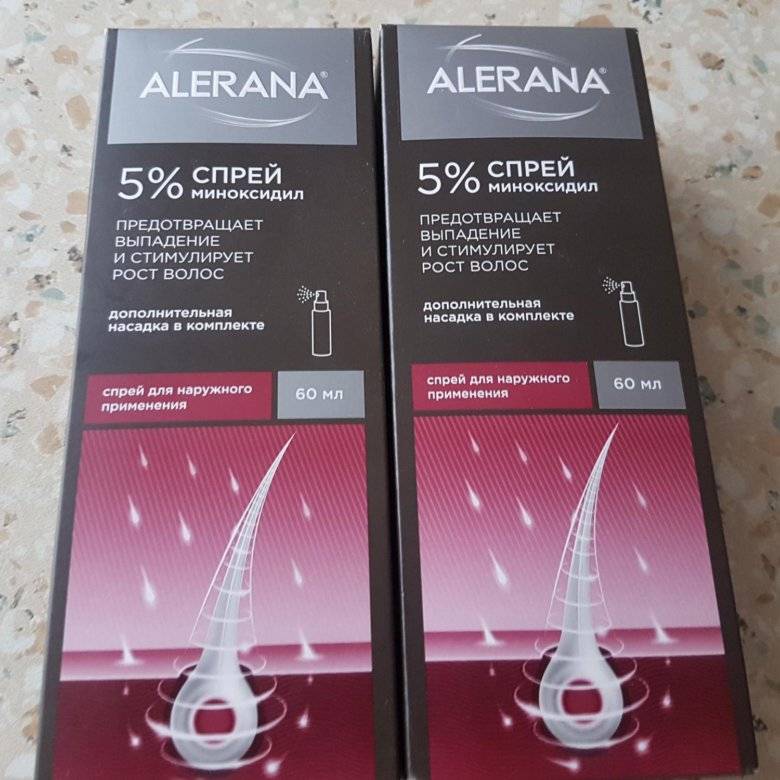 ALERANA®
5% СПРЕЙ
МИНОКСИДИЛ
ПРЕДОТВРАЩАЕТ
ВЫПАДЕНИЕ
И СТИМУЛИРУЕТ
РОСТ ВОЛОС
дополнительная
насадка в комплекте
спрей для наружного
применения
60 мл
ALERANA®
5% СПРЕЙ
МИНОКСИДИЛ
ПРЕДОТВРАЩАЕТ
ВЫПАДЕНИЕ
И СТИМУЛИРУЕТ
РОСТ ВОЛОС
дополнительная
насадка в комплекте
спрей для наружного
применения
60 мл